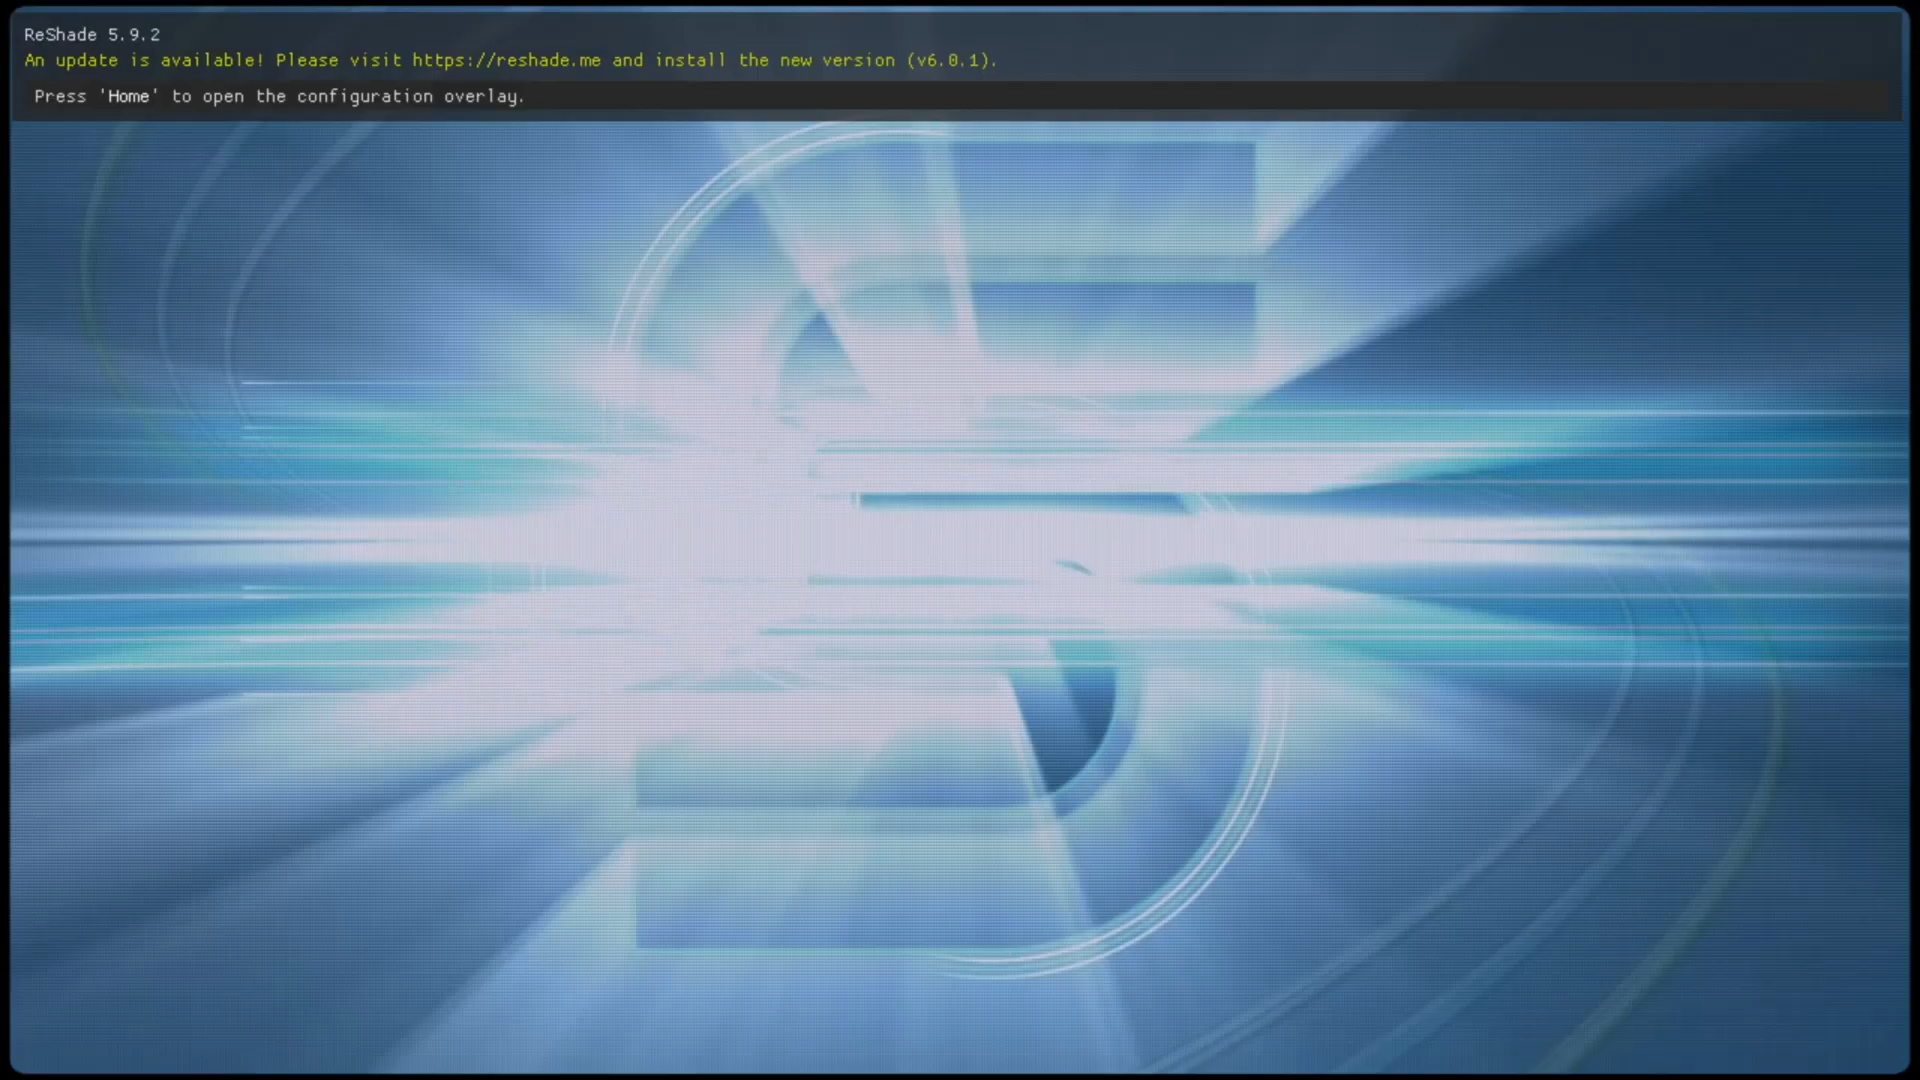 ReShade 5.9.2
An update is available! Please visit https://reshade.me and install the new version (v6.0.1).
Press 'Home' to open the configuration overlay.